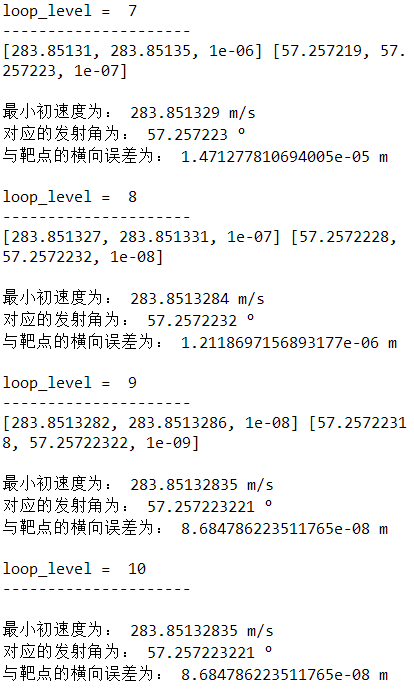 loop_level =  7
---------------------
[283.85131, 283.85135, 1e-06] [57.257219, 57.
257223, 1e-07]
最小初速度为： 283.851329 m/s
对应的发射角为： 57.257223 º
与靶点的横向误差为： 1.471277810694005e-05 m
loop_level =  8
---------------------
[283.851327, 283.851331, 1e-07] [57.2572228,
57.2572232, 1e-08]
最小初速度为： 283.8513284 m/s
对应的发射角为： 57.2572232 º
与靶点的横向误差为： 1.2118697156893177e-06 m
loop_level =  9
---------------------
[283.8513282, 283.8513286, 1e-08] [57.2572231
8, 57.25722322, 1e-09]
最小初速度为： 283.85132835 m/s
对应的发射角为： 57.257223221 º
与靶点的横向误差为： 8.684786223511765e-08 m
loop_level =  10
---------------------
最小初速度为： 283.85132835 m/s
对应的发射角为： 57.257223221 º
与靶点的横向误差为： 8.684786223511765e-08 m